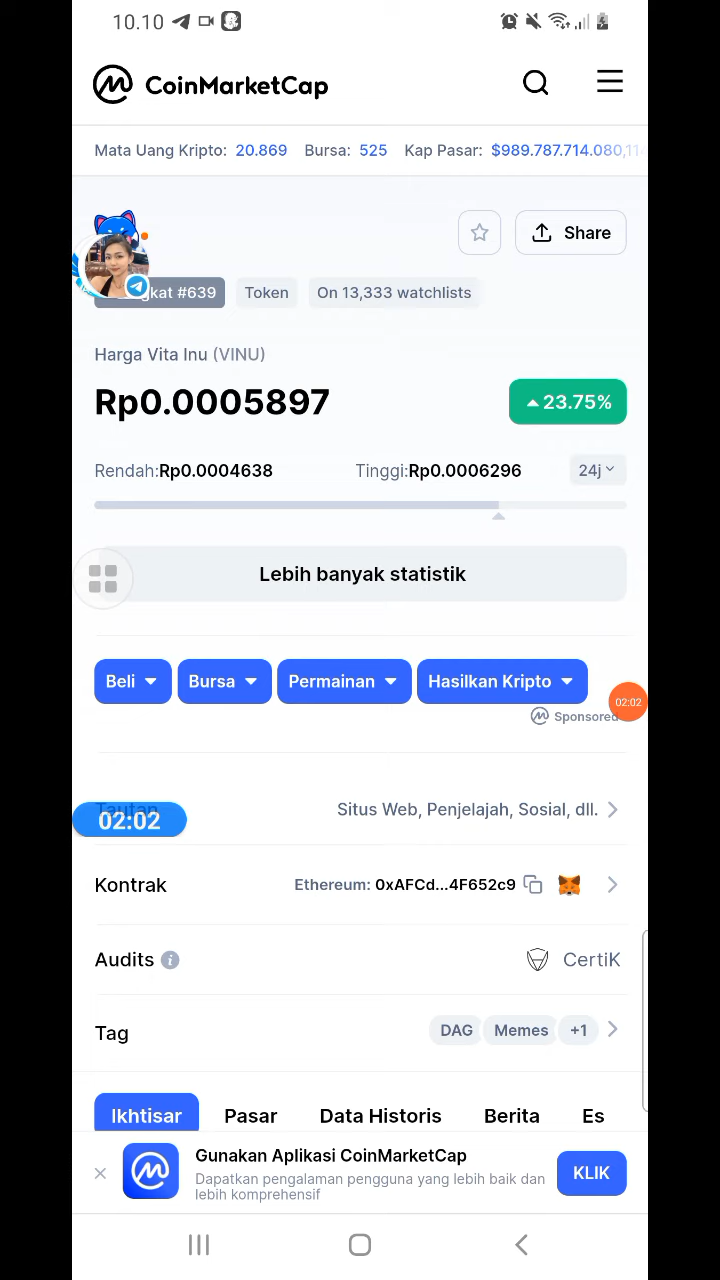 10.10
CoinMarketCap
Mata Uang Kripto: 20.869 Bursa: 525 Kap Pasar: $989.787.714.080,11
kat #639 Token On 13,333 watchlists
Share
Harga Vita Inu (VINU)
Rp0.0005897 23.75%
Rendah:Rp0.0004638 Tinggi:Rp0.0006296 24j
Lebih banyak statistik
Beli Bursa Permainan Hasilkan Kripto
Sponsored
02:02
Tautan Situs Web, Penjelajah, Sosial, dll.
02:02
Kontrak Ethereum: 0xAFCd...4F652c9
Audits CertiK
Tag DAG Memes +1
Ikhtisar Pasar Data Historis Berita Es
Gunakan Aplikasi CoinMarketCap
Dapatkan pengalaman pengguna yang lebih baik dan
lebih komprehensif
KLIK